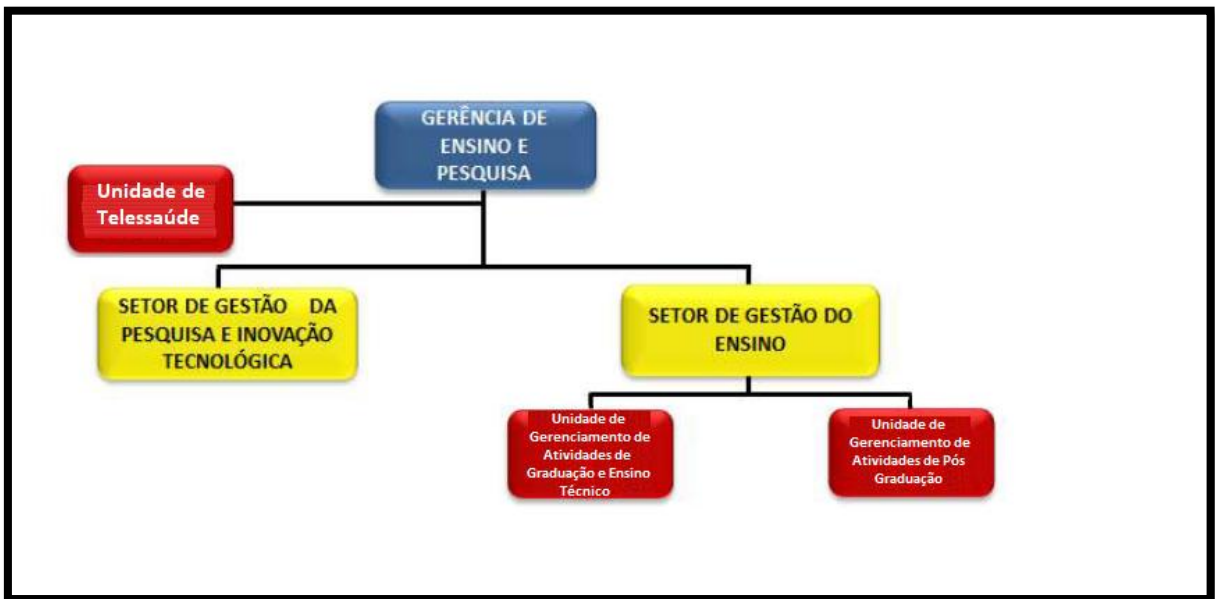 GERÊNCIA DE
ENSINO E
PESQUISA
Unidade de
Telessaúde
SETOR DE GESTÃO DA
PESQUISA E INOVAÇÃO
TECNOLÓGICA
SETOR DE GESTÃO DO
ENSINO
Unidade de
Gerenciamento de
Atividades de
Graduação e Ensino
Técnico
Unidade de
Gerenciamento de
Atividades de Pós
Graduação